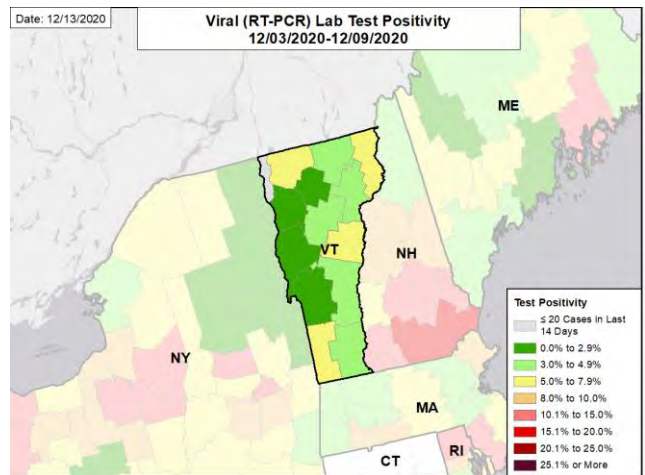 Date: 12/13/2020
Viral (RT-PCR) Lab Test Positivity
12/03/2020-12/09/2020
ME
VT
NH
NY
MA
CT
RI
Test Positivity
≤ 20 Cases in Last
14 Days
0.0% to 2.9%
3.0% to 4.9%
5.0% to 7.9%
8.0% to 10.0%
10.1% to 15.0%
15.1% to 20.0%
20.1% to 25.0%
25.1% or More